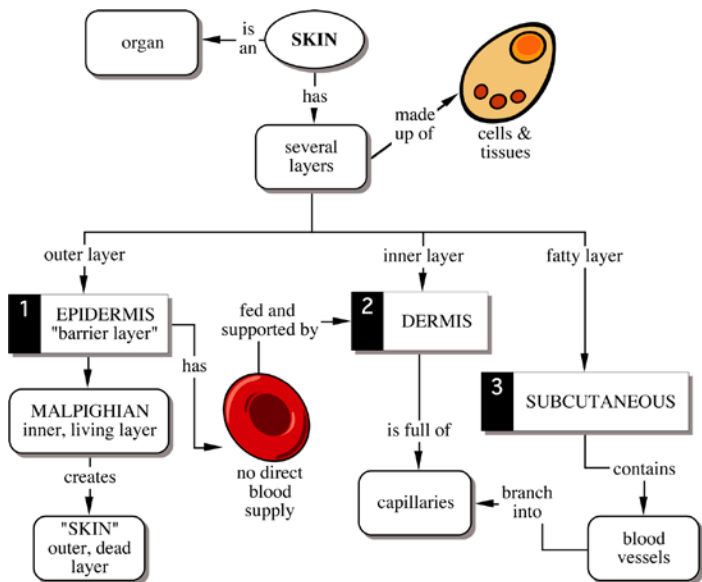 organ
is
an
SKIN
has
several
layers
made
up of
cells &
tissues
outer layer
inner layer
fatty layer
1
EPIDERMIS
"barrier layer"
has
fed and
supported by
2
DERMIS
3
SUBCUTANEOUS
MALPIGHIAN
inner, living layer
no direct
blood
supply
is full of
contains
creates
"SKIN"
outer, dead
layer
capillaries
branch
into
blood
vessels